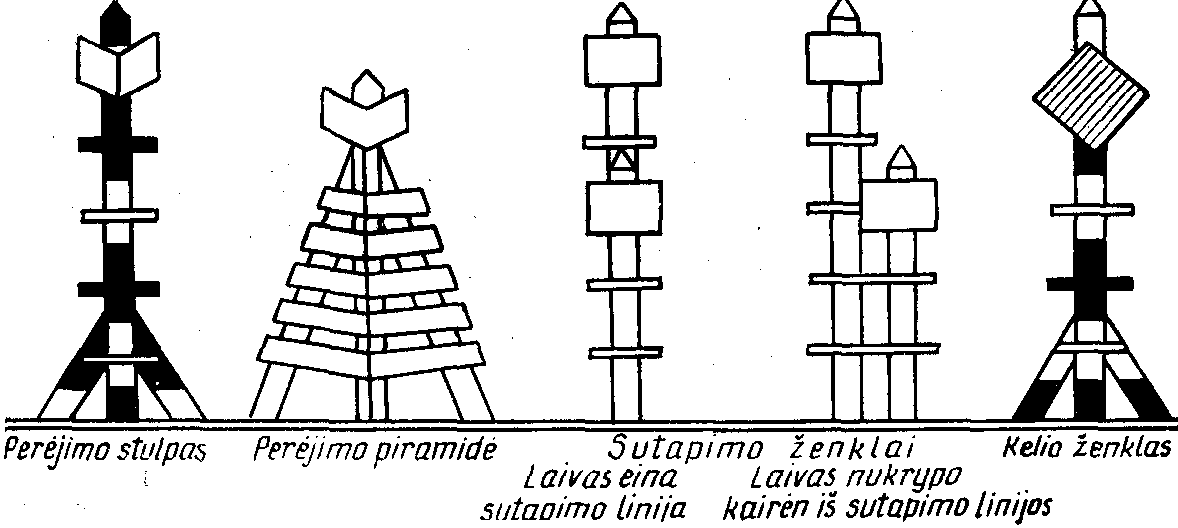 Perėjimo stulpas
Perėjimo piramidė
Sutapimo ženklai
Laivas eina
sutapimo linija
Laivas nukrypo
kairėn iš sutapimo linijos
Kelio ženklas